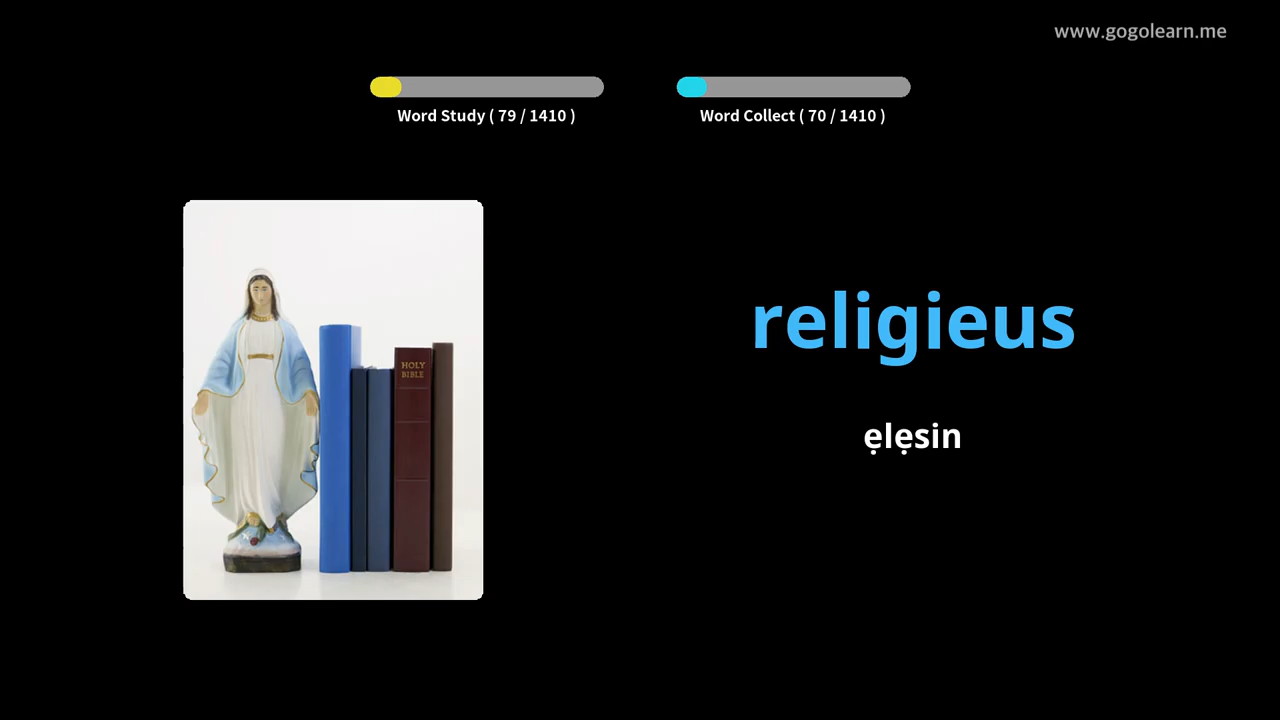 www.gogolearn.me
Word Study ( 79 / 1410 )
Word Collect ( 70 / 1410 )
HOLY
BIBLE
religieus
ẹlẹsin